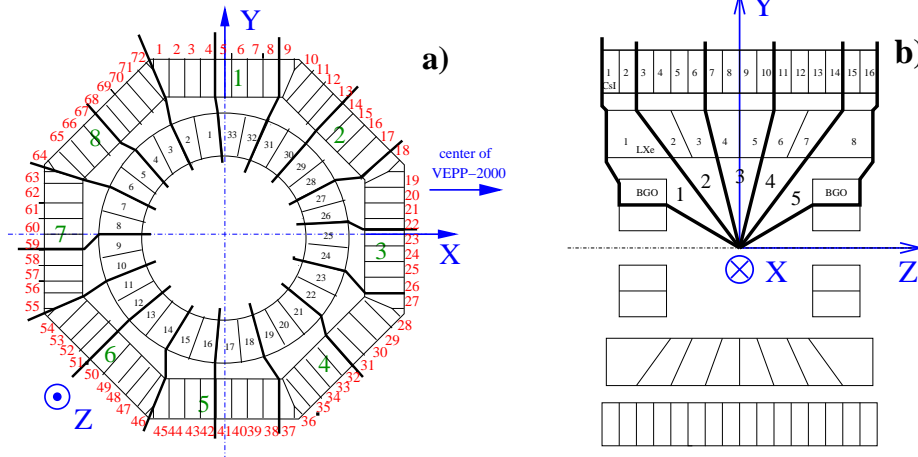 Y
a)
72 1 2 3 4 5 6 7 8 9 10
71 11
70 12
69 13
68 14
67 15
66 16
65 17
64 18
63 19
62 20
61 21
60 22
59 23
58 24
57 25
56 26
55 27
54 28
53 29
52 30
51 31
50 32
49 33
48 34
47 35
46 36
45 44 43 42 41 40 39 38 37
1
2
3
4
5
6
7
8
1 33 32 31 30 29 28 27 26 25 24 23 22 21 20 19 18 17 16 15 14 13 12 11 10 9 8 7 6 5 4 3 2
center of
VEPP-2000
X
Z
Y
b)
1 2 3 4 5 6 7 8 9 10 11 12 13 14 15 16
CsI
1 2 3 4 5 6 7 8
LXe
BGO 1 2 3 4 5 BGO
X
Z